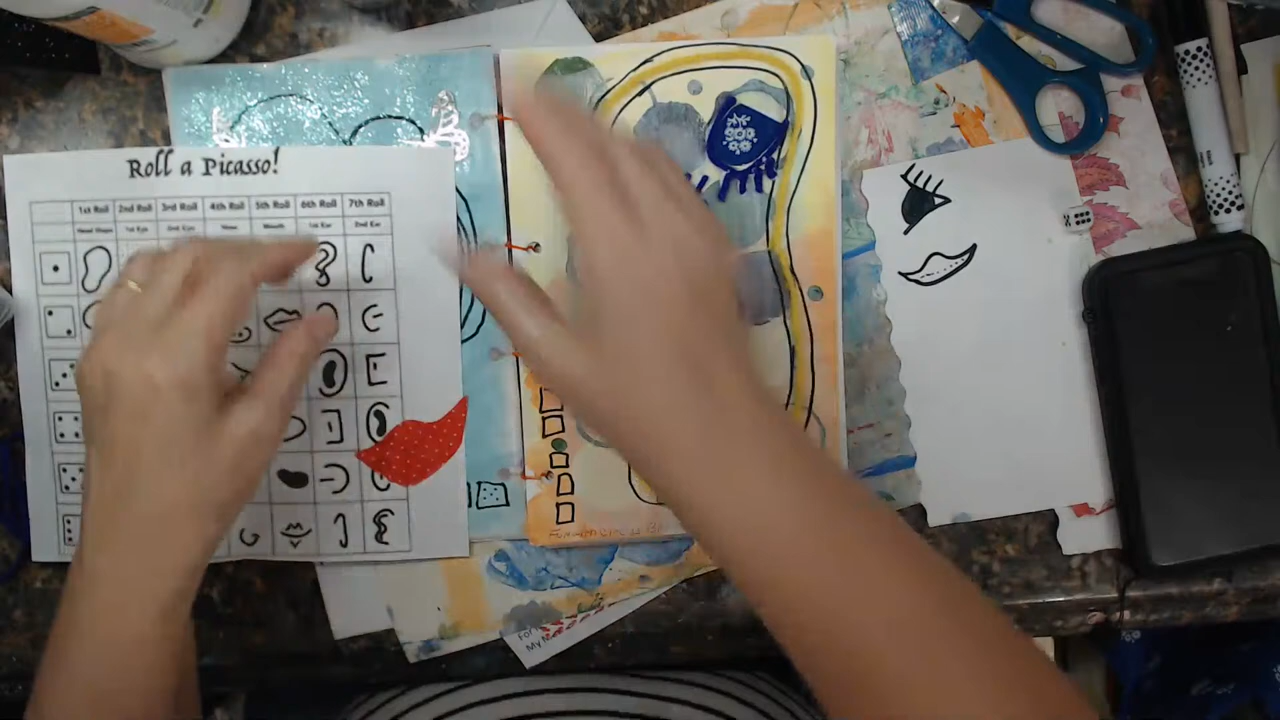 Roll a Picasso!
1st Roll 2nd Roll 3rd Roll 4th Roll 5th Roll 6th Roll 7th Roll
Head Shape 1st Eye 2nd Eye Nose Mouth 1st Ear 2nd Ear